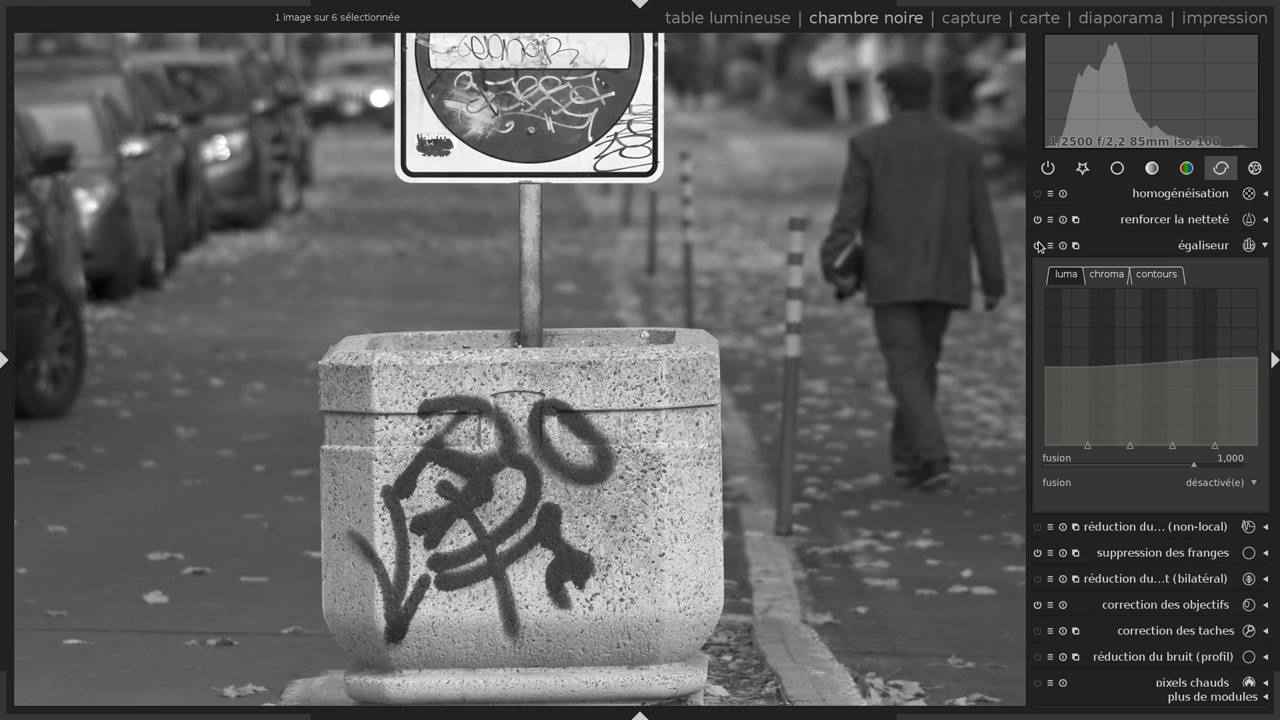 1 image sur 6 sélectionnée
table lumineuse | chambre noire | capture | carte | diaporama | impression
1/2500 f/2,2 85mm iso 100
homogénéisation
renforcer la netteté
égaliseur
luma chroma contours
fusion 1,000
fusion désactivé(e)
réduction du... (non-local)
suppression des franges
réduction du...t (bilatéral)
correction des objectifs
correction des taches
réduction du bruit (profil)
pixels chauds
plus de modules